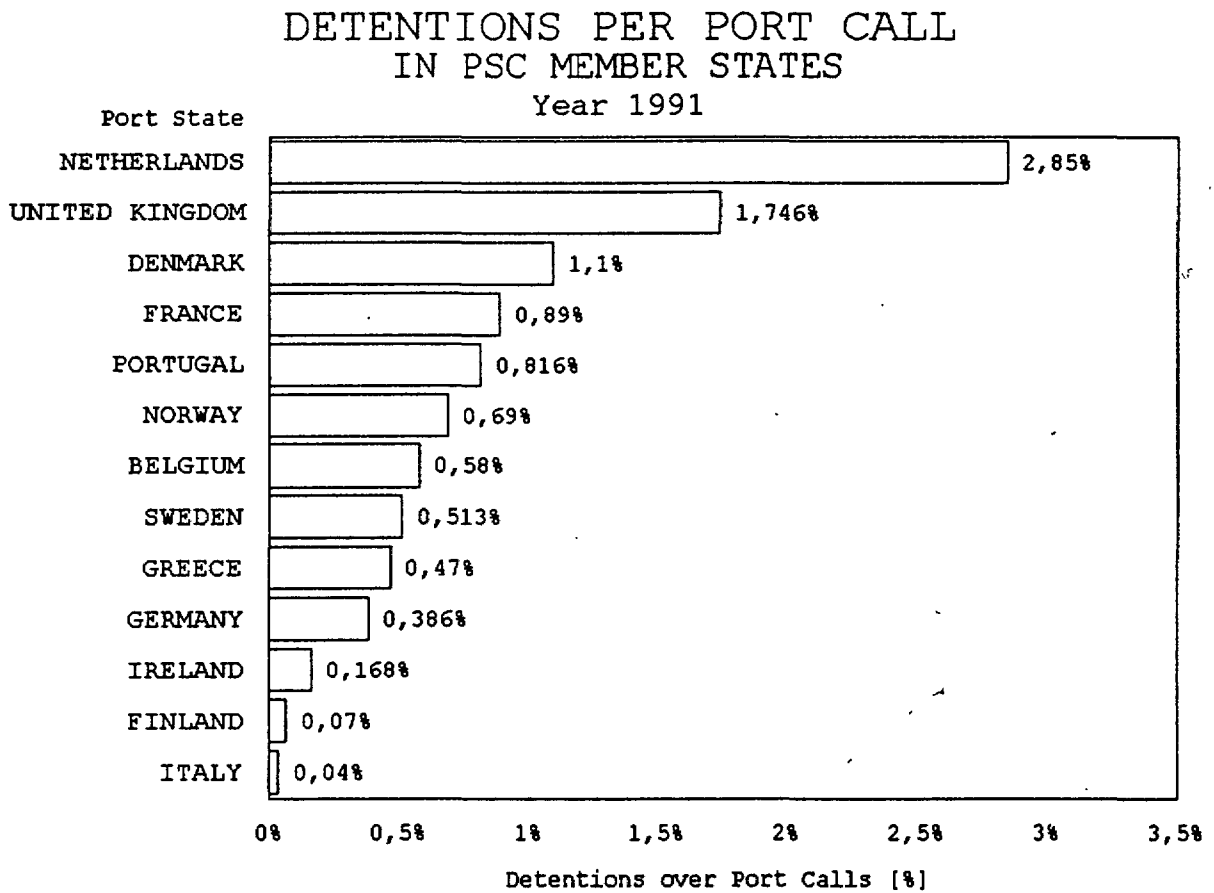 DETENTIONS PER PORT CALL
IN PSC MEMBER STATES
Year 1991
Port State
NETHERLANDS 2,85%
UNITED KINGDOM 1,746%
DENMARK 1,1%
FRANCE 0,89%
PORTUGAL 0,816%
NORWAY 0,69%
BELGIUM 0,58%
SWEDEN 0,513%
GREECE 0,47%
GERMANY 0,386%
IRELAND 0,168%
FINLAND 0,07%
ITALY 0,04%
0% 0,5% 1% 1,5% 2% 2,5% 3% 3,5%
Detentions over Port Calls [%]